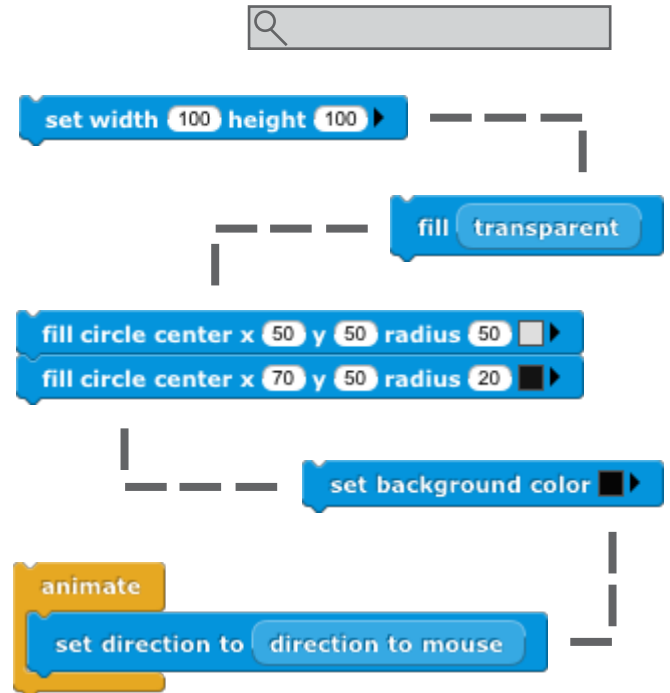 set width 100 height 100
fill transparent
fill circle center x 50 y 50 radius 50
fill circle center x 70 y 50 radius 20
set background color
animate
set direction to direction to mouse